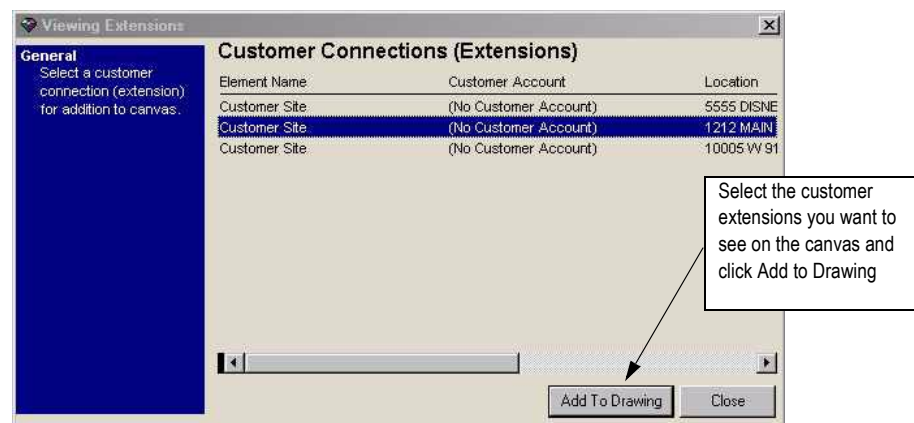 Viewing Extensions
General
Select a customer
connection (extension)
for addition to canvas.
Customer Connections (Extensions)
Element Name Customer Account Location
Customer Site (No Customer Account) 5555 DISNE
Customer Site (No Customer Account) 1212 MAIN
Customer Site (No Customer Account) 10005 W 91
Select the customer
extensions you want to
see on the canvas and
click Add to Drawing
Add To Drawing Close